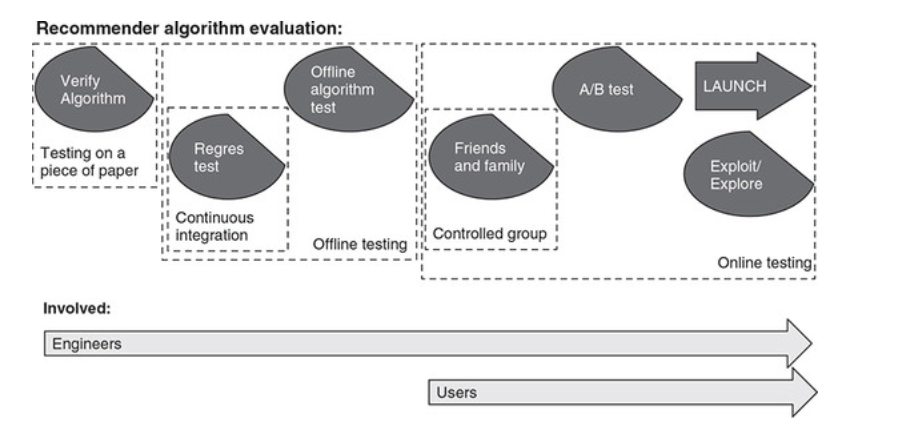 Recommender algorithm evaluation:
Verify
Algorithm
Testing on a
piece of paper
Regres
test
Continuous
integration
Offline
algorithm
test
Offline testing
Friends
and family
Controlled group
A/B test
LAUNCH
Exploit/
Explore
Online testing
Involved:
Engineers
Users